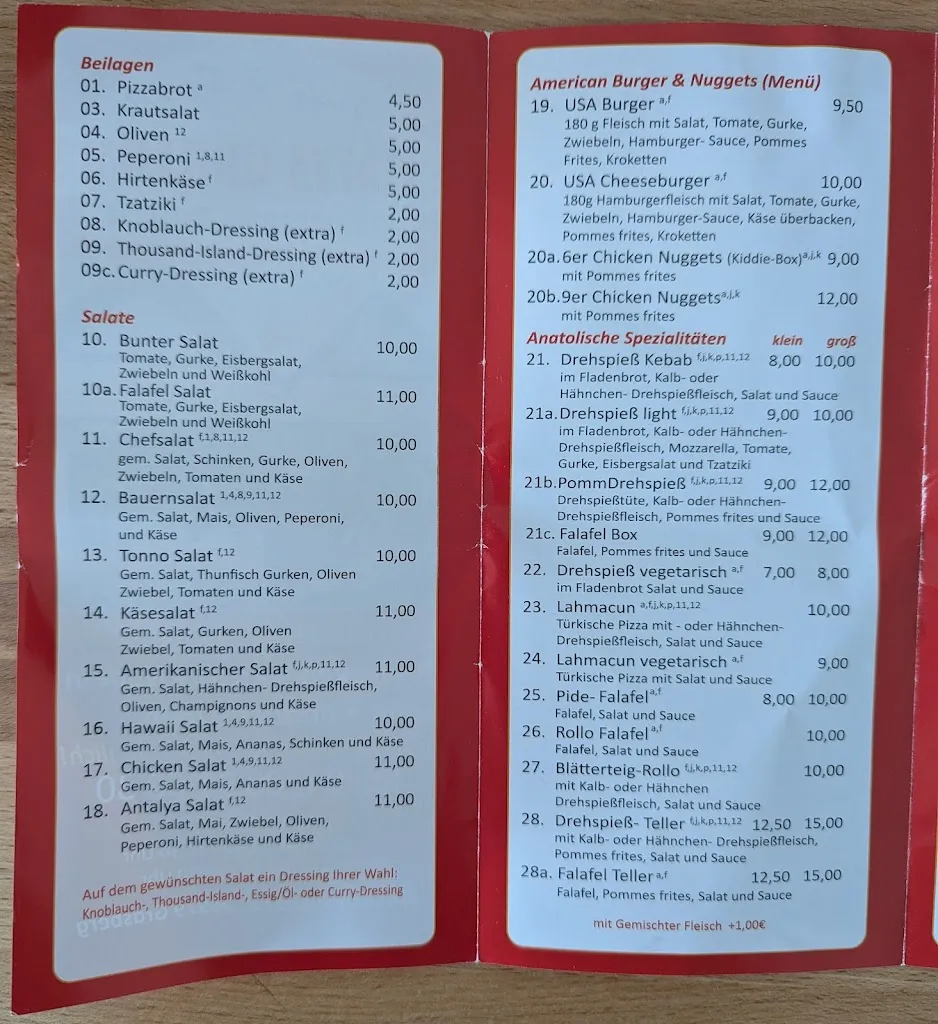 Beilagen
01. Pizzabrot a 4,50
03. Krautsalat 5,00
04. Oliven 12 5,00
05. Peperoni 1,8,11 5,00
06. Hirtenkäse f 5,00
07. Tzatziki f 2,00
08. Knoblauch-Dressing (extra) f 2,00
09. Thousand-Island-Dressing (extra) f 2,00
09c. Curry-Dressing (extra) f 2,00
Salate
10. Bunter Salat 10,00
Tomate, Gurke, Eisbergsalat,
Zwiebeln und Weißkohl
10a. Falafel Salat 11,00
Tomate, Gurke, Eisbergsalat,
Zwiebeln und Weißkohl
11. Chefsalat f,1,8,11,12 10,00
gem. Salat, Schinken, Gurke, Oliven,
Zwiebeln, Tomaten und Käse
12. Bauernsalat 1,4,8,9,11,12 10,00
Gem. Salat, Mais, Oliven, Peperoni,
und Käse
13. Tonno Salat f,12 10,00
Gem. Salat, Thunfisch Gurken, Oliven
Zwiebel, Tomaten und Käse
14. Käsesalat f,12 11,00
Gem. Salat, Gurken, Oliven
Zwiebel, Tomaten und Käse
15. Amerikanischer Salat f,j,k,p,11,12 11,00
Gem. Salat, Hähnchen- Drehspießfleisch,
Oliven, Champignons und Käse
16. Hawaii Salat 1,4,9,11,12 10,00
Gem. Salat, Mais, Ananas, Schinken und Käse
17. Chicken Salat 1,4,9,11,12 11,00
Gem. Salat, Mais, Ananas und Käse
18. Antalya Salat f,12 11,00
Gem. Salat, Mai, Zwiebel, Oliven,
Peperoni, Hirtenkäse und Käse
Auf dem gewünschten Salat ein Dressing Ihrer Wahl:
Knoblauch-, Thousand-Island-, Essig/Öl- oder Curry-Dressing
American Burger & Nuggets (Menü)
19. USA Burger a,f 9,50
180 g Fleisch mit Salat, Tomate, Gurke,
Zwiebeln, Hamburger- Sauce, Pommes
Frites, Kroketten
20. USA Cheeseburger a,f 10,00
180g Hamburgerfleisch mit Salat, Tomate, Gurke,
Zwiebeln, Hamburger-Sauce, Käse überbacken,
Pommes frites, Kroketten
20a. 6er Chicken Nuggets (Kiddie-Box) a,j,k 9,00
mit Pommes frites
20b. 9er Chicken Nuggets a,j,k 12,00
mit Pommes frites
Anatolische Spezialitäten klein groß
21. Drehspieß Kebab f,j,k,p,11,12 8,00 10,00
im Fladenbrot, Kalb- oder
Hähnchen- Drehspießfleisch, Salat und Sauce
21a. Drehspieß light f,j,k,p,11,12 9,00 10,00
im Fladenbrot, Kalb- oder Hähnchen-
Drehspießfleisch, Mozzarella, Tomate,
Gurke, Eisbergsalat und Tzatziki
21b. PommDrehspieß f,j,k,p,11,12 9,00 12,00
Drehspießtüte, Kalb- oder Hähnchen-
Drehspießfleisch, Pommes frites und Sauce
21c. Falafel Box 9,00 12,00
Falafel, Pommes frites und Sauce
22. Drehspieß vegetarisch a,f 7,00 8,00
im Fladenbrot Salat und Sauce
23. Lahmacun a,f,j,k,p,11,12 10,00
Türkische Pizza mit - oder Hähnchen-
Drehspießfleisch, Salat und Sauce
24. Lahmacun vegetarisch a,f 9,00
Türkische Pizza mit Salat und Sauce
25. Pide- Falafel a,f 8,00 10,00
Falafel, Salat und Sauce
26. Rollo Falafel a,f 10,00
Falafel, Salat und Sauce
27. Blätterteig-Rollo f,j,k,p,11,12 10,00
mit Kalb- oder Hähnchen
Drehspießfleisch, Salat und Sauce
28. Drehspieß- Teller f,j,k,p,11,12 12,50 15,00
mit Kalb- oder Hähnchen- Drehspießfleisch,
Pommes frites, Salat und Sauce
28a. Falafel Teller a,f 12,50 15,00
Falafel, Pommes frites, Salat und Sauce
mit Gemischter Fleisch +1,00€